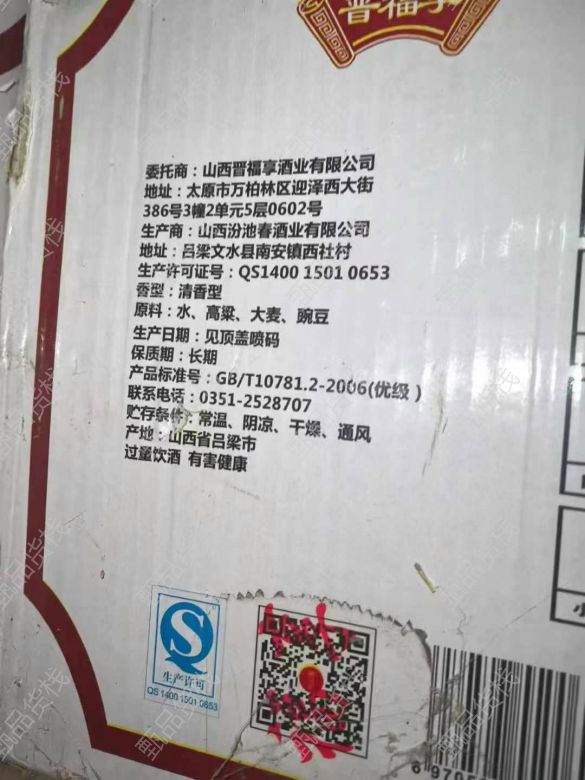 晋福享
委托商：山西晋福享酒业有限公司
地址：太原市万柏林区迎泽西大街
386号3幢2单元5层0602号
生产商：山西汾池春酒业有限公司
地址：吕梁文水县南安镇西社村
生产许可证号：QS1400 1501 0653
香型：清香型
原料：水、高粱、大麦、豌豆
生产日期：见顶盖喷码
保质期：长期
产品标准号：GB/T10781.2-2006(优级）
联系电话：0351-2528707
贮存条件：常温、阴凉、干燥、通风
产地：山西省吕梁市
过量饮酒 有害健康
生产许可
QS 1400 1501 0653
甄品货栈